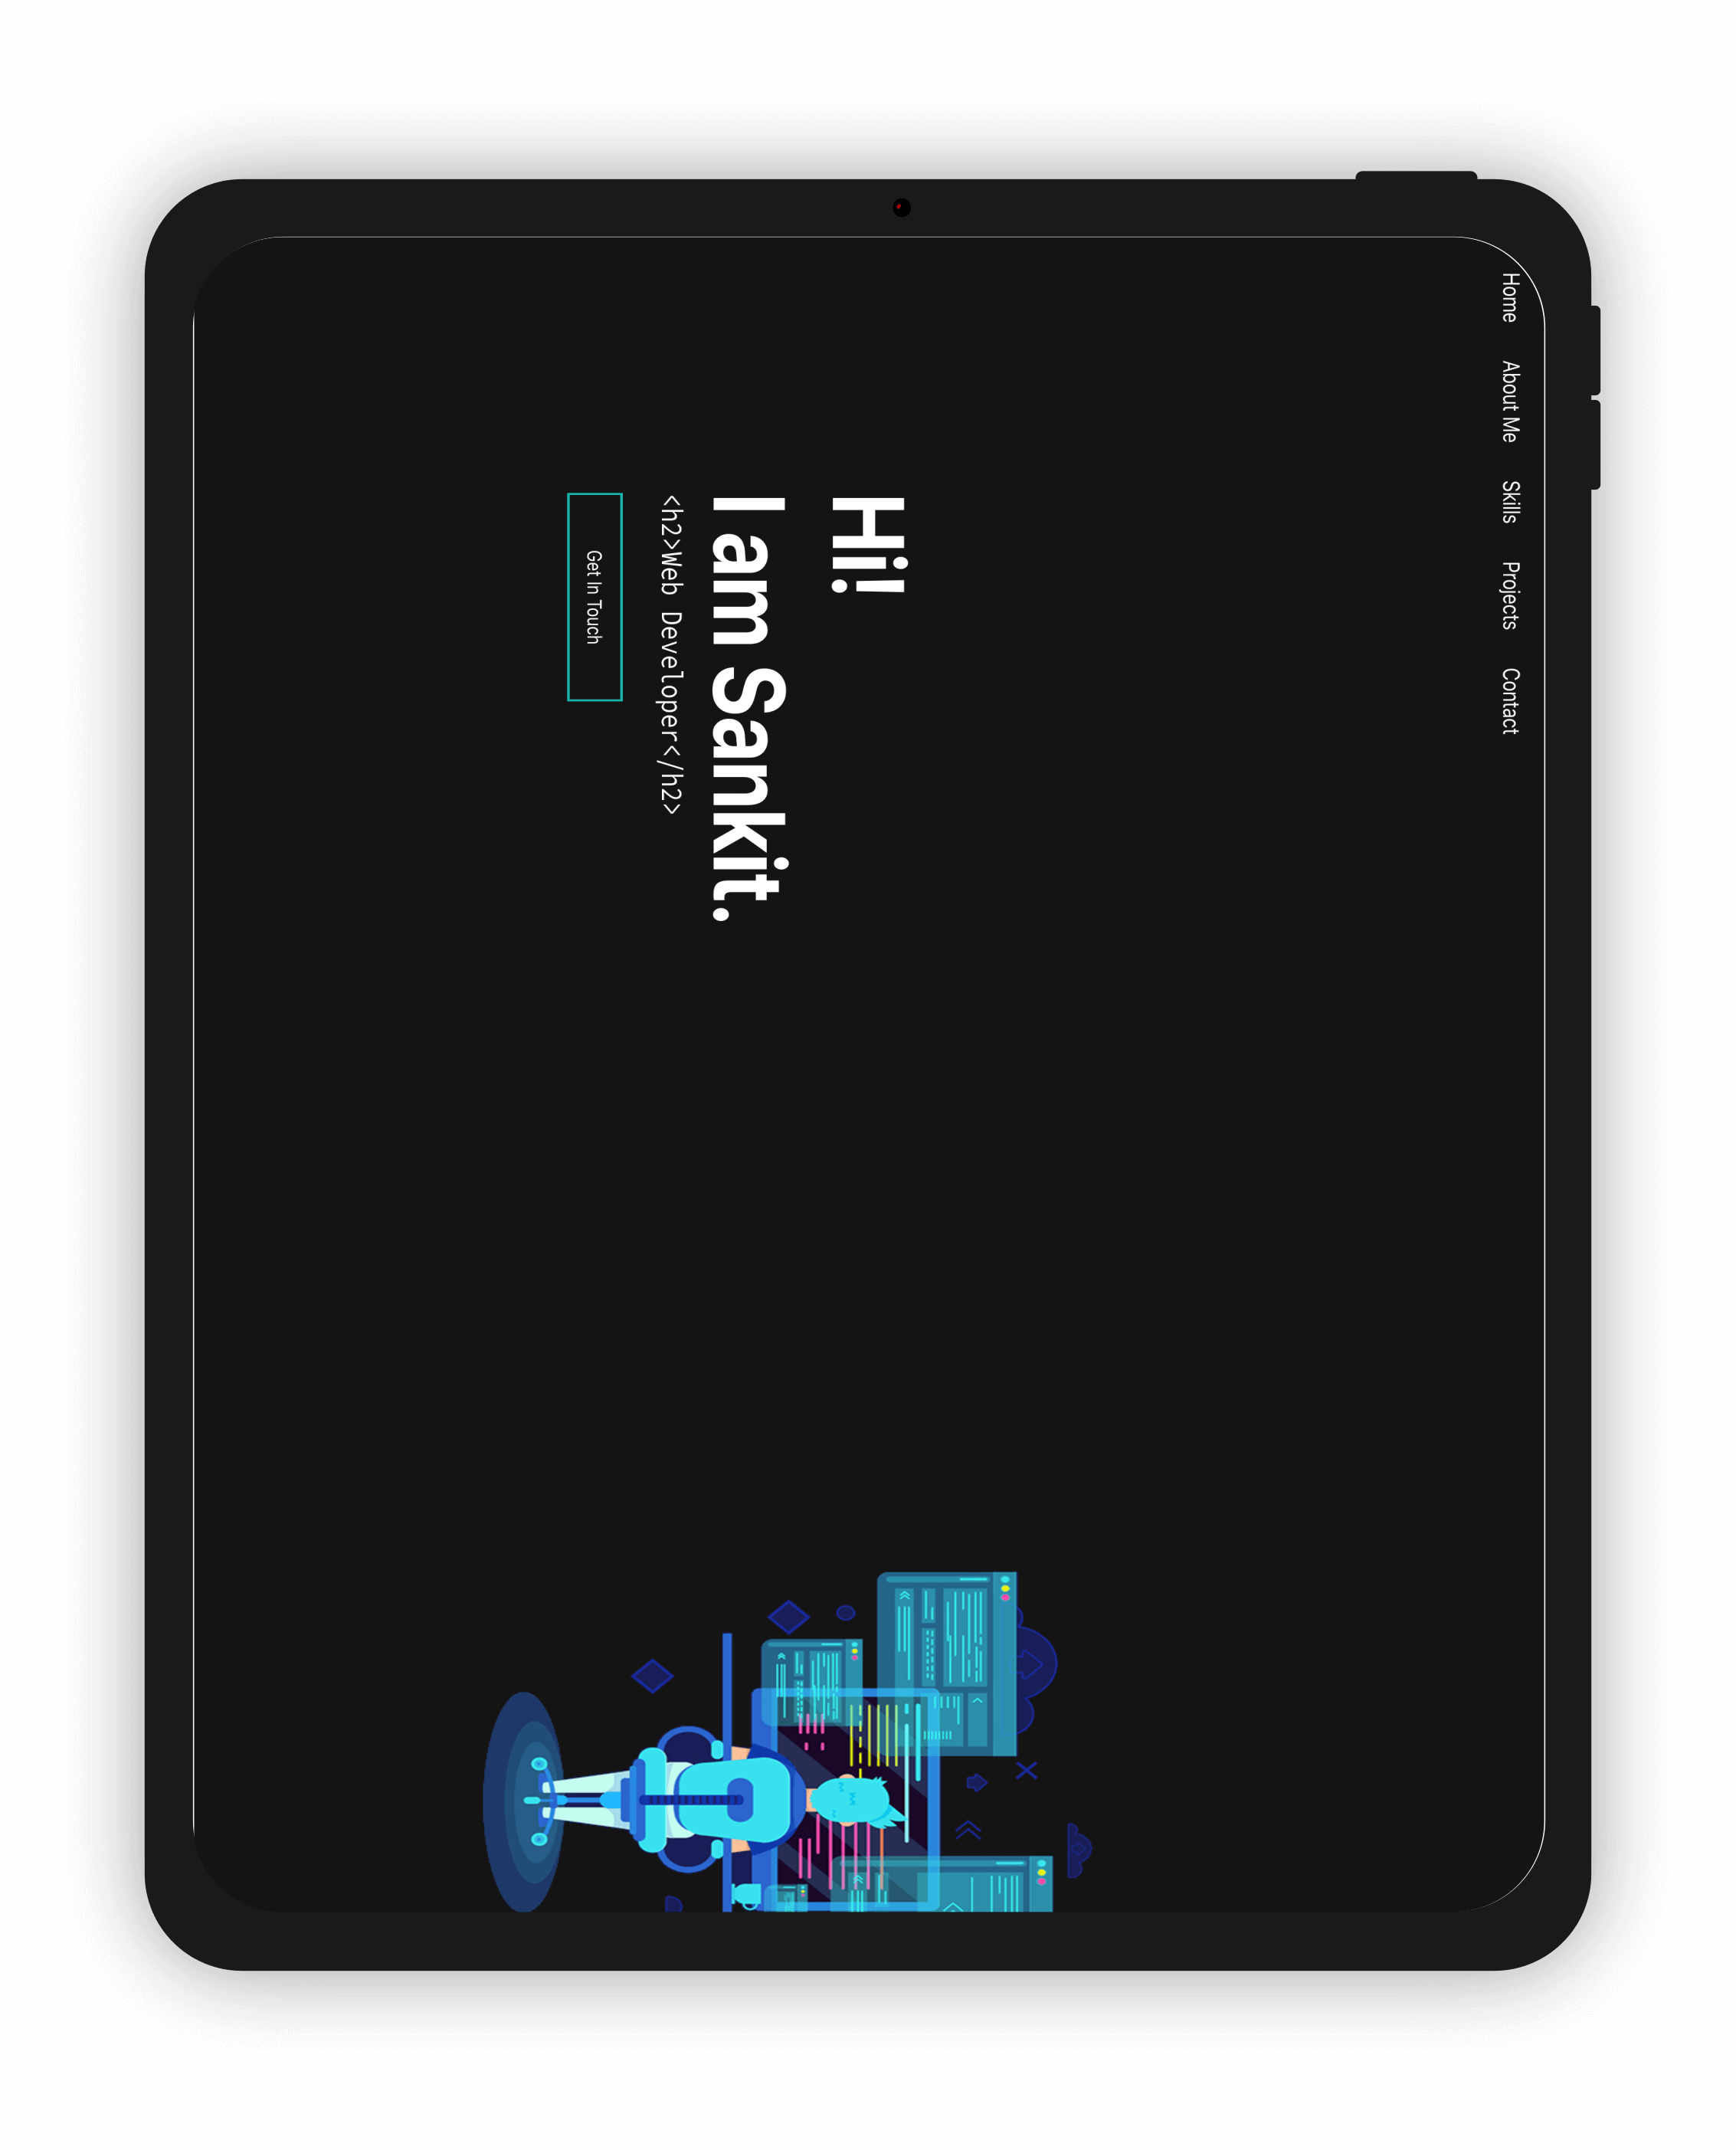 Home About Me Skills Projects Contact
Hi!
I am Sankit.
<h2>Web Developer</h2>
Get In Touch